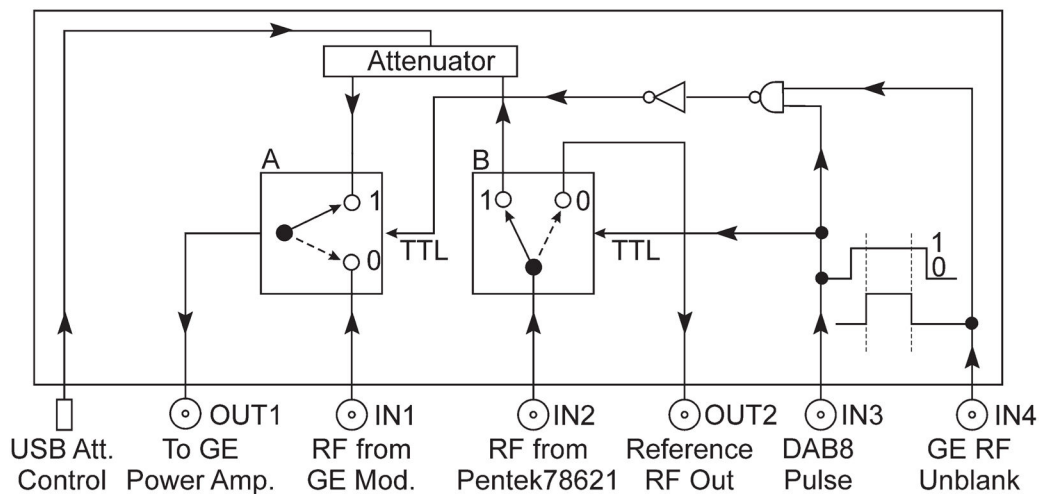 Attenuator
A
1
0
TTL
B
1
0
TTL
1
0
OUT1
IN1
IN2
OUT2
IN3
IN4
USB Att.
Control
To GE
Power Amp.
RF from
GE Mod.
RF from
Pentek78621
Reference
RF Out
DAB8
Pulse
GE RF
Unblank